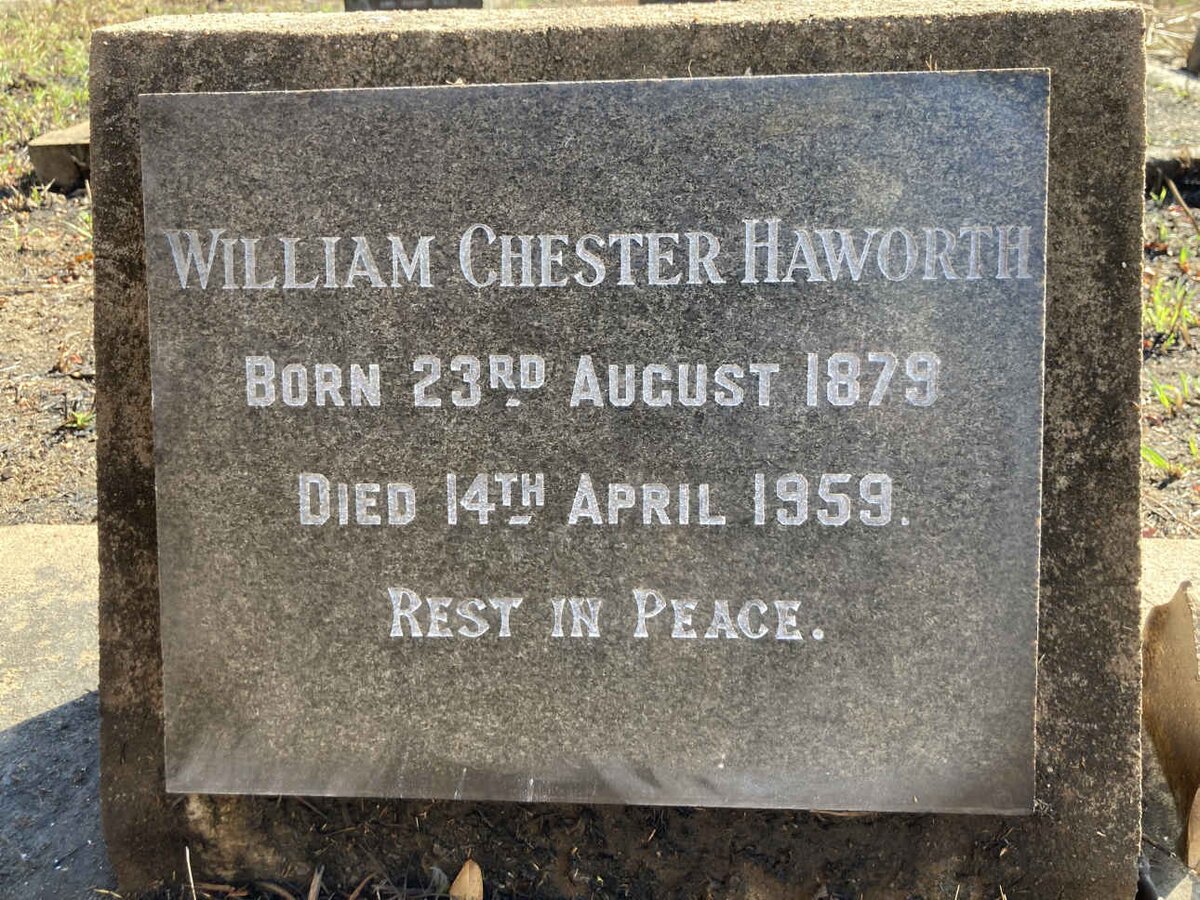 WILLIAM CHESTER HAWORTH
BORN 23RD AUGUST 1879
DIED 14TH APRIL 1959.
REST IN PEACE.